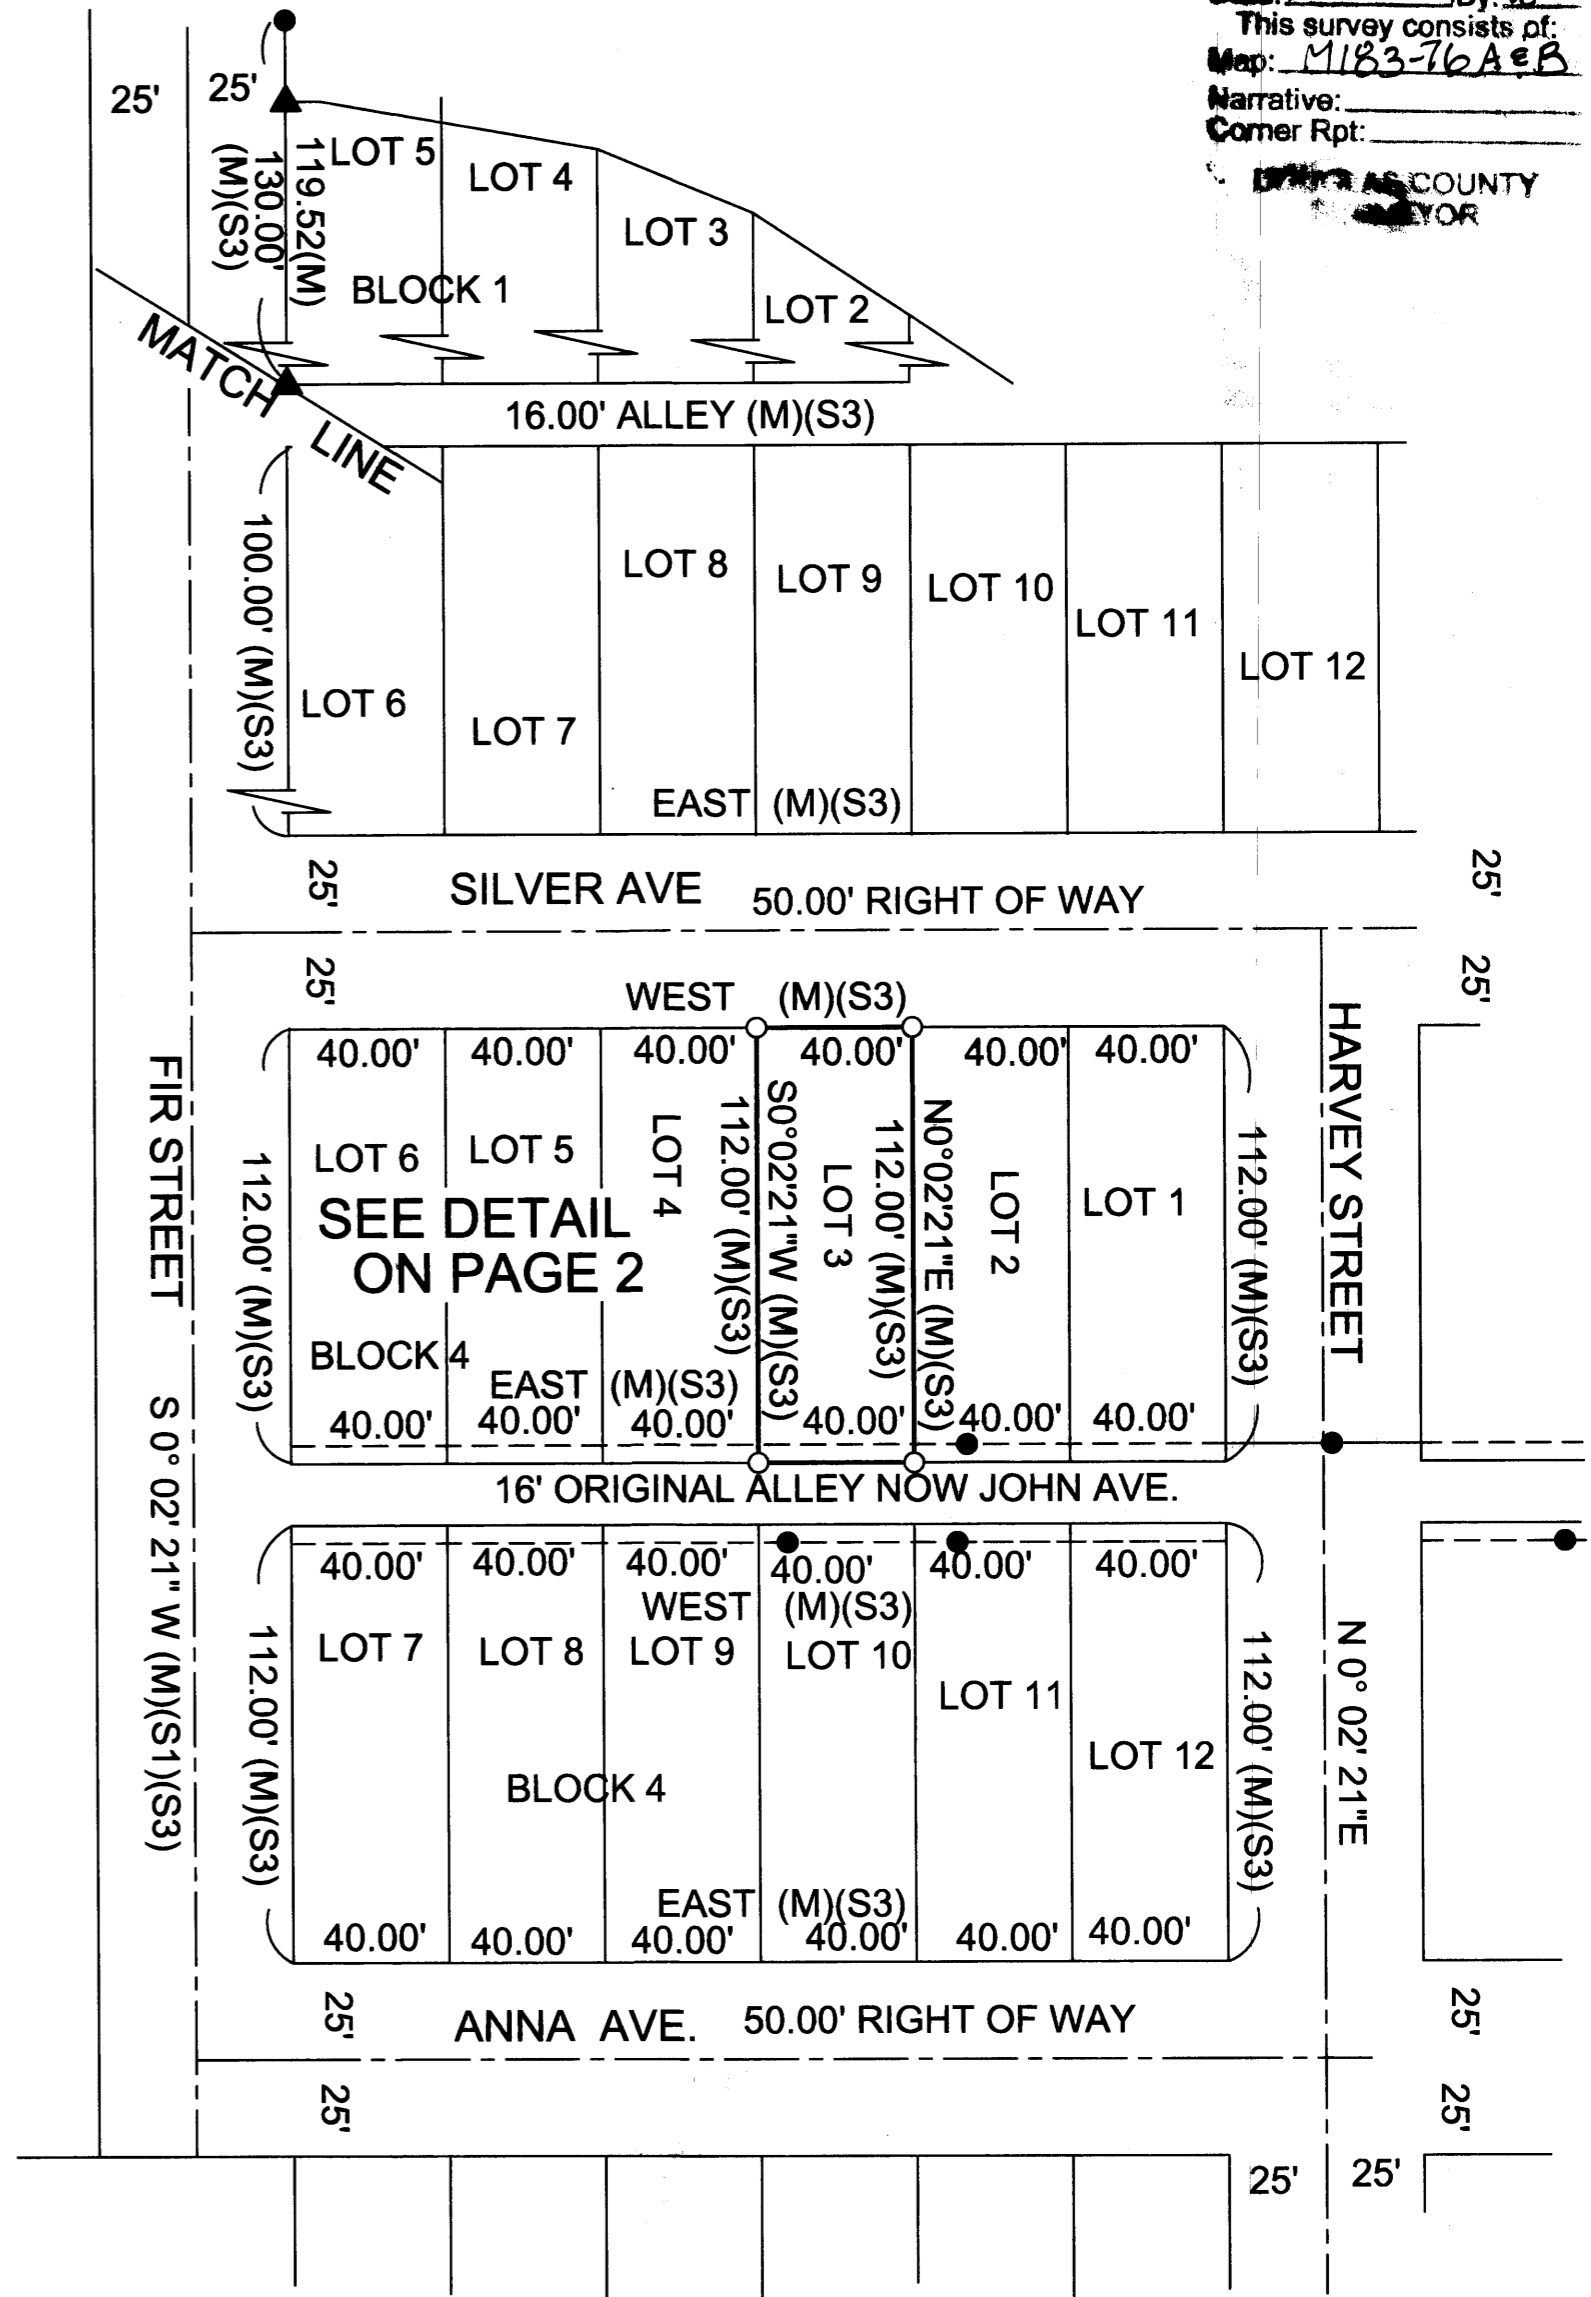 This survey consists of:
Map: M183-76 A & B
Narrative:
Corner Rpt:
COUNTY
25'
25'
119.52(M)
130.00'
(M)(S3)
LOT 5
LOT 4
LOT 3
LOT 2
BLOCK 1
MATCH LINE
16.00' ALLEY (M)(S3)
100.00' (M)(S3)
LOT 6
LOT 7
LOT 8
LOT 9
LOT 10
LOT 11
LOT 12
EAST (M)(S3)
25'
SILVER AVE 50.00' RIGHT OF WAY
25'
25'
25'
WEST (M)(S3)
40.00' 40.00' 40.00' 40.00' 40.00' 40.00'
FIR STREET S 0° 02' 21" W (M)(S1)(S3)
112.00' (M)(S3)
LOT 6
LOT 5
LOT 4
112.00' (M)(S3)
S0°02'21"W (M)(S3)
LOT 3
112.00' (M)(S3)
N0°02'21"E (M)(S3)
LOT 2
LOT 1
112.00' (M)(S3)
HARVEY STREET
SEE DETAIL
ON PAGE 2
BLOCK 4
EAST (M)(S3)
40.00' 40.00' 40.00' 40.00' 40.00' 40.00'
16' ORIGINAL ALLEY NOW JOHN AVE.
40.00' 40.00' 40.00' 40.00' 40.00' 40.00'
WEST (M)(S3)
112.00' (M)(S3)
LOT 7
LOT 8
LOT 9
LOT 10
LOT 11
LOT 12
112.00' (M)(S3)
N 0° 02' 21"E
BLOCK 4
EAST (M)(S3)
40.00' 40.00' 40.00' 40.00' 40.00' 40.00'
25'
ANNA AVE. 50.00' RIGHT OF WAY
25'
25'
25'
25'
25'